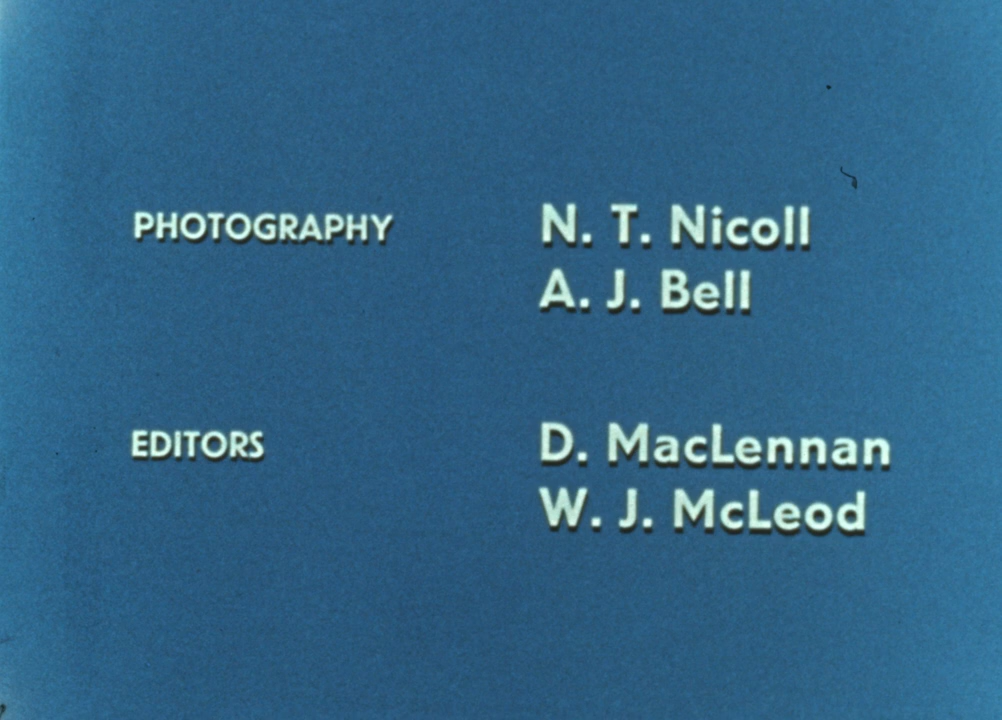 PHOTOGRAPHY N. T. Nicoll
A. J. Bell
EDITORS D. MacLennan
W. J. McLeod